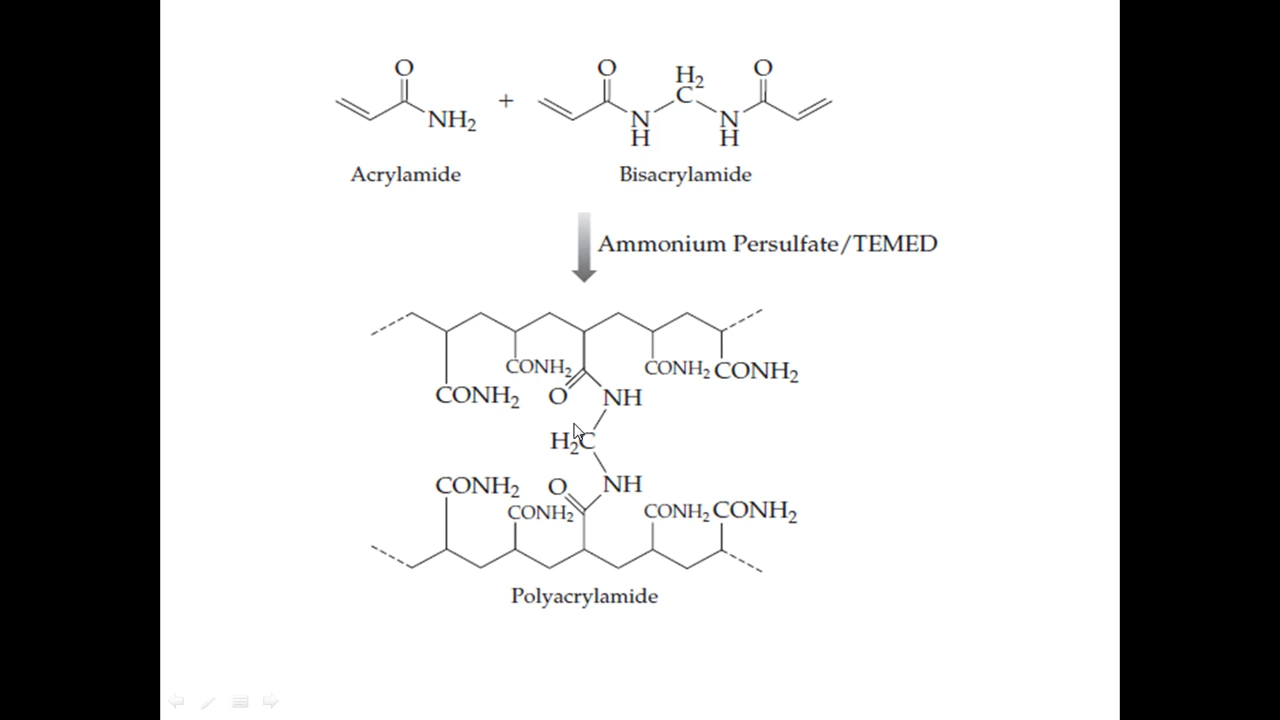 O O H₂ O
+ C
NH₂ N N
H H
Acrylamide Bisacrylamide
Ammonium Persulfate/TEMED
CONH₂ CONH₂ CONH₂
CONH₂ O NH
H₂C
CONH₂ O NH
CONH₂ CONH₂ CONH₂
Polyacrylamide